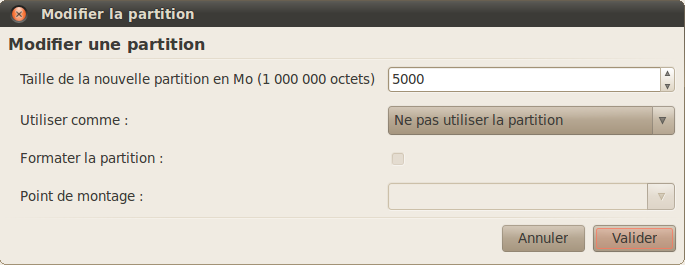 Modifier la partition
Modifier une partition
Taille de la nouvelle partition en Mo (1 000 000 octets) 5000
Utiliser comme : Ne pas utiliser la partition
Formater la partition :
Point de montage :
Annuler Valider